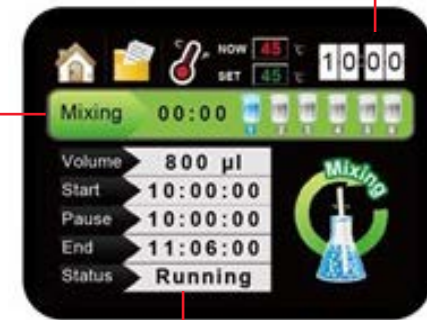 °C °F NOW 45 °C 10:00
SET 45 °C
Mixing 00:00 1 2 3 4 5 6
Volume 800 µl
Start 10:00:00
Pause 10:00:00
End 11:06:00
Status Running
Mixing